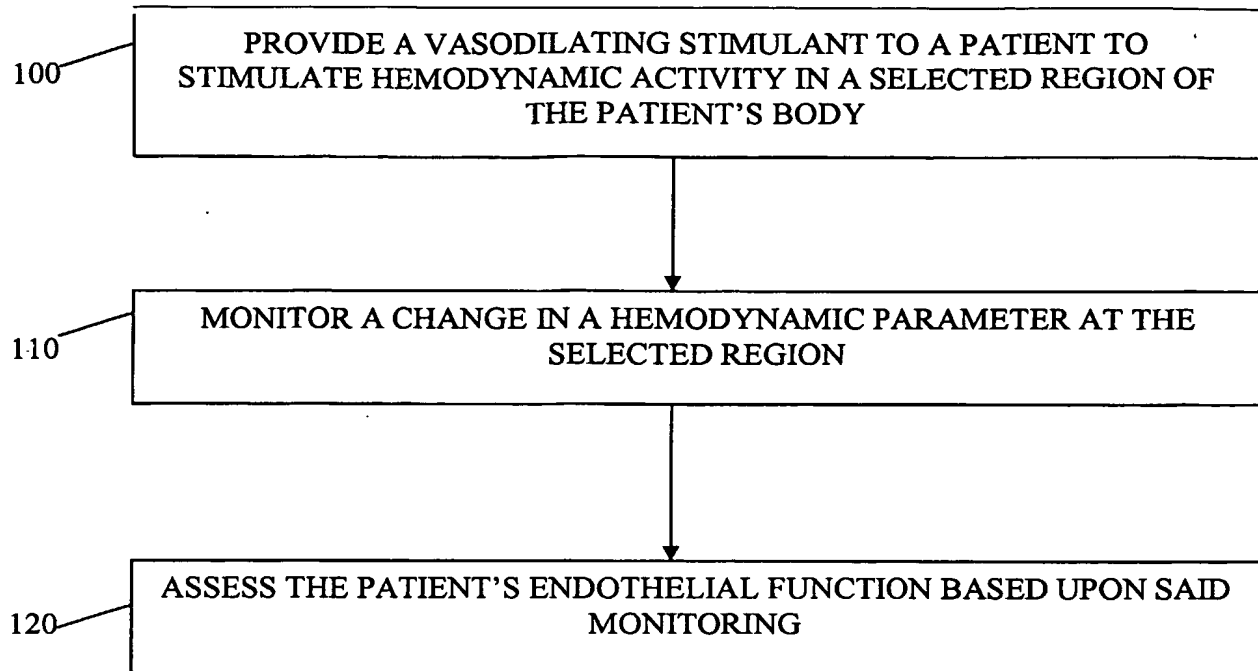 100
PROVIDE A VASODILATING STIMULANT TO A PATIENT TO
STIMULATE HEMODYNAMIC ACTIVITY IN A SELECTED REGION OF
THE PATIENT'S BODY
110
MONITOR A CHANGE IN A HEMODYNAMIC PARAMETER AT THE
SELECTED REGION
120
ASSESS THE PATIENT'S ENDOTHELIAL FUNCTION BASED UPON SAID
MONITORING